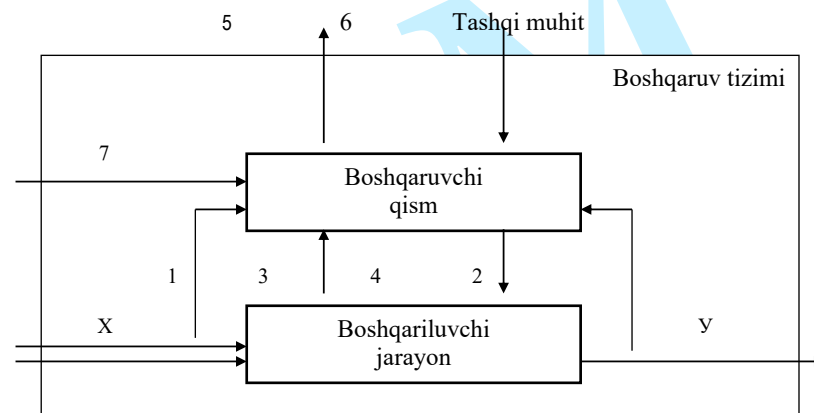 5 6 Tashqi muhit
Boshqaruv tizimi
7
Boshqaruvchi
qism
1 3 4 2
X У
Boshqariluvchi
jarayon